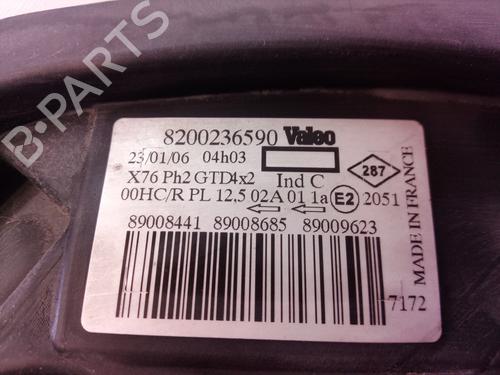 8200236590 Valeo
23/01/06 04h03
X76 Ph2 GTD4x2 Ind C
287
00HC/R PL 12,5 02A 01 1a E2 2051
89008441 89008685 89009623
7172
MADE IN FRANCE
B-PARTS